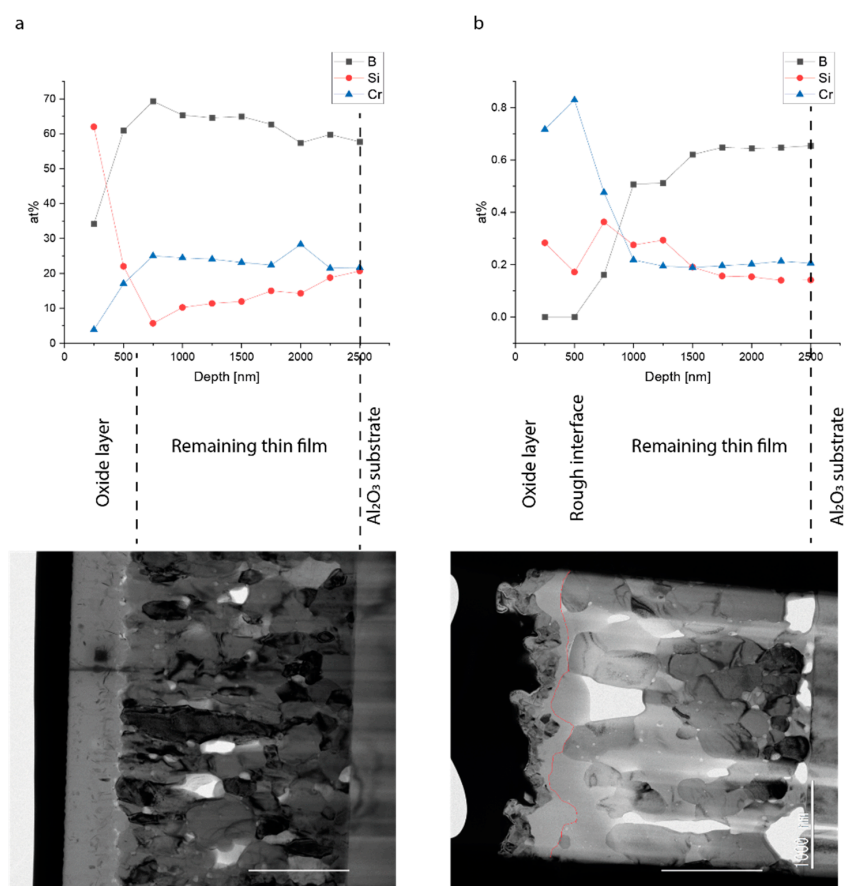 a
b
B
Si
Cr
B
Si
Cr
70
60
50
40
30
20
10
0
at%
0
500
1000
1500
2000
2500
Depth [nm]
0.8
0.6
0.4
0.2
0.0
at%
0
500
1000
1500
2000
2500
Depth [nm]
Oxide layer
Remaining thin film
Al₂O₃ substrate
Oxide layer
Rough interface
Remaining thin film
Al₂O₃ substrate
1000 nm